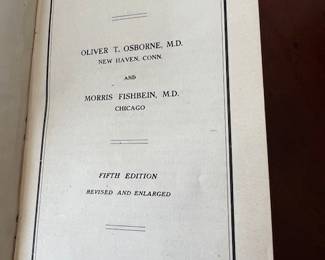 OLIVER T. OSBORNE, M.D.
NEW HAVEN, CONN.
AND
MORRIS FISHBEIN, M.D.
CHICAGO
FIFTH EDITION
REVISED AND ENLARGED